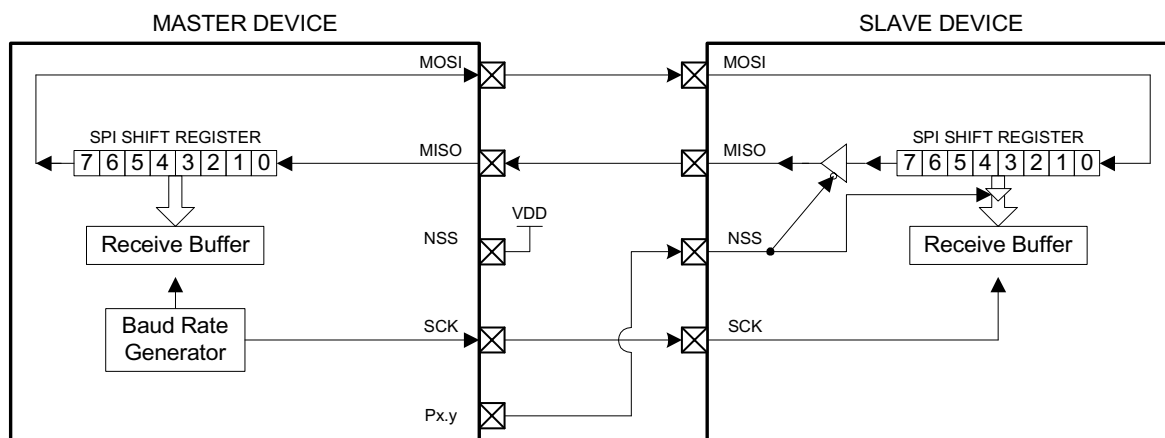 MASTER DEVICE
SLAVE DEVICE
MOSI
MOSI
SPI SHIFT REGISTER
7 6 5 4 3 2 1 0
MISO
MISO
SPI SHIFT REGISTER
7 6 5 4 3 2 1 0
Receive Buffer
NSS
VDD
NSS
Receive Buffer
Baud Rate
Generator
SCK
SCK
Px.y